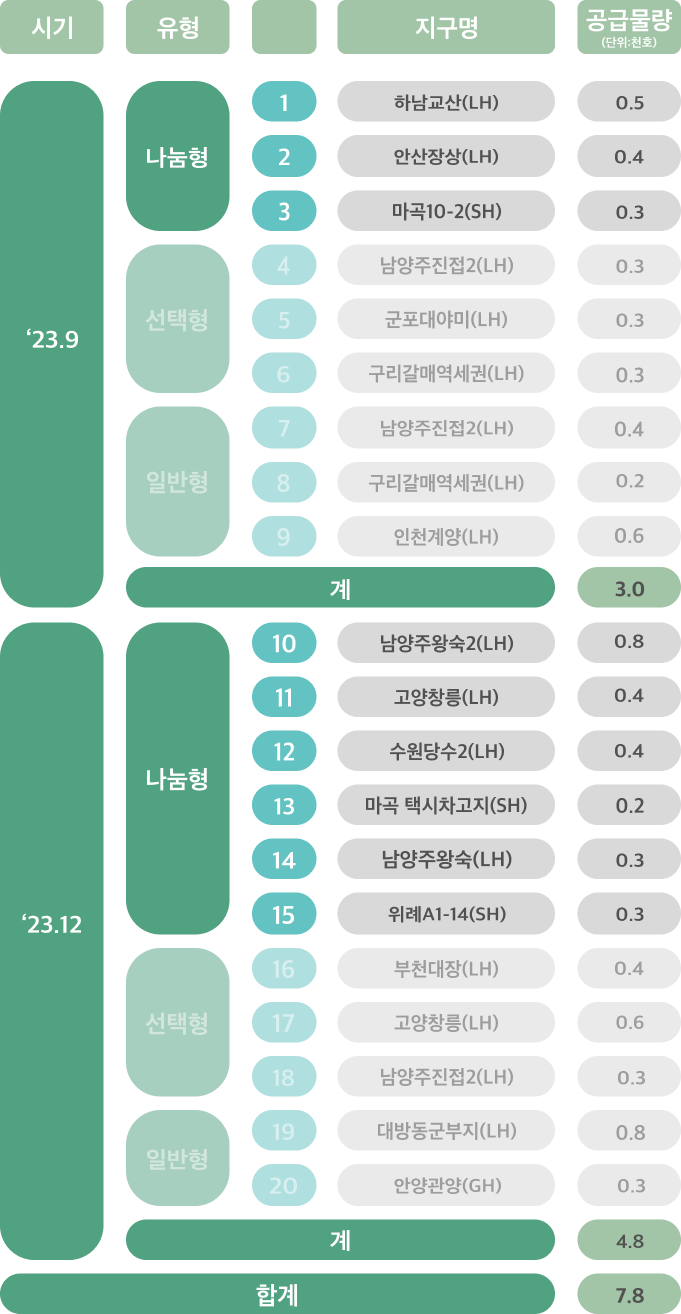 시기 유형 지구명 공급물량
(단위:천호)
‘23.9
나눔형
1 하남교산(LH) 0.5
2 안산장상(LH) 0.4
3 마곡10-2(SH) 0.3
선택형
4 남양주진접2(LH) 0.3
5 군포대야미(LH) 0.3
6 구리갈매역세권(LH) 0.3
일반형
7 남양주진접2(LH) 0.4
8 구리갈매역세권(LH) 0.2
9 인천계양(LH) 0.6
계 3.0
‘23.12
나눔형
10 남양주왕숙2(LH) 0.8
11 고양창릉(LH) 0.4
12 수원당수2(LH) 0.4
13 마곡 택시차고지(SH) 0.2
14 남양주왕숙(LH) 0.3
15 위례A1-14(SH) 0.3
선택형
16 부천대장(LH) 0.4
17 고양창릉(LH) 0.6
18 남양주진접2(LH) 0.3
일반형
19 대방동군부지(LH) 0.8
20 안양관양(GH) 0.3
계 4.8
합계 7.8